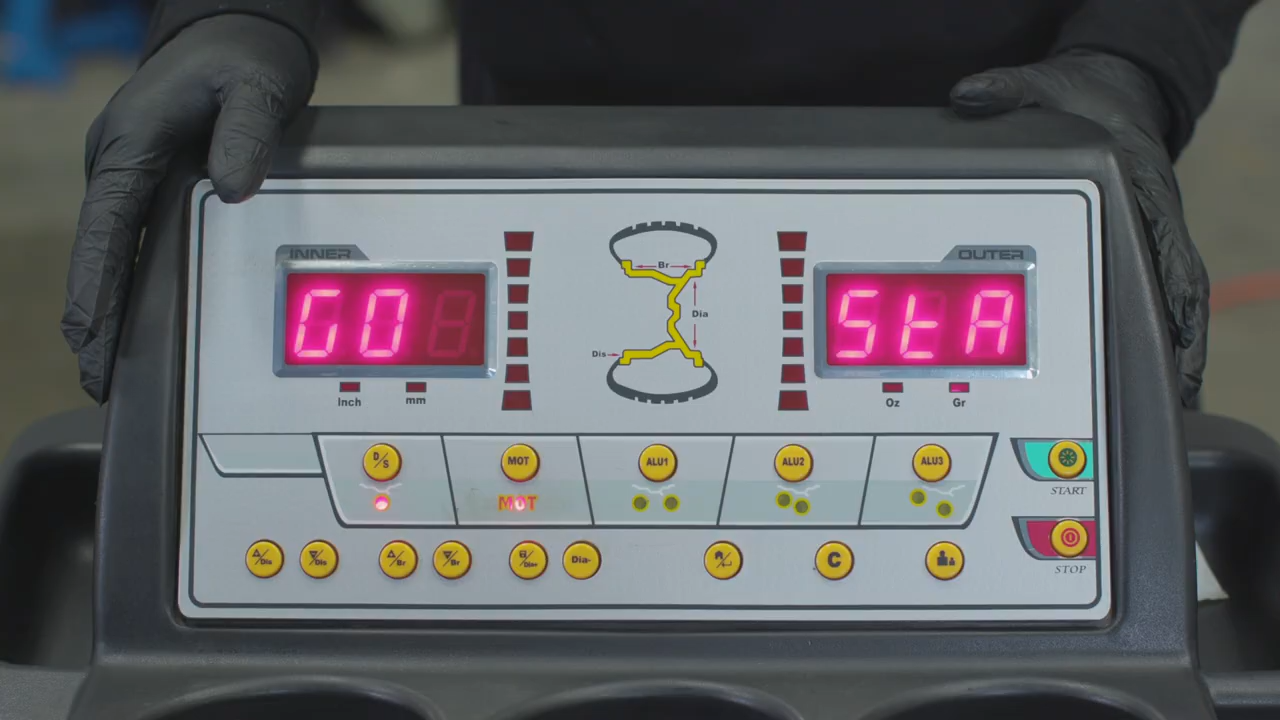 INNER
OUTER
GO
StA
Br
Dia
Dis
Inch mm
Oz Gr
D/S MOT ALU1 ALU2 ALU3
MOT
START
Dis Dis Br Br Dia+ Dia- C
STOP